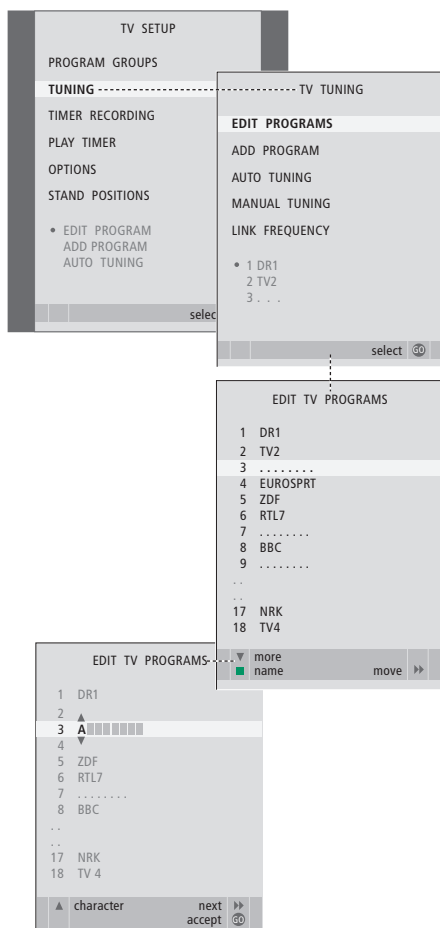 TV SETUP
PROGRAM GROUPS
TUNING
TIMER RECORDING
PLAY TIMER
OPTIONS
STAND POSITIONS
• EDIT PROGRAM
ADD PROGRAM
AUTO TUNING
selec
TV TUNING
EDIT PROGRAMS
ADD PROGRAM
AUTO TUNING
MANUAL TUNING
LINK FREQUENCY
• 1 DR1
2 TV2
3 . . .
select GO
EDIT TV PROGRAMS
1 DR1
2 TV2
3 ........
4 EUROSPRT
5 ZDF
6 RTL7
7 ........
8 BBC
9 ........
. .
. .
17 NRK
18 TV4
▼ more
name move
EDIT TV PROGRAMS
1 DR1
2
3 A
4
5 ZDF
6 RTL7
7 ........
8 BBC
. .
. .
17 NRK
18 TV 4
▲ character next
accept GO